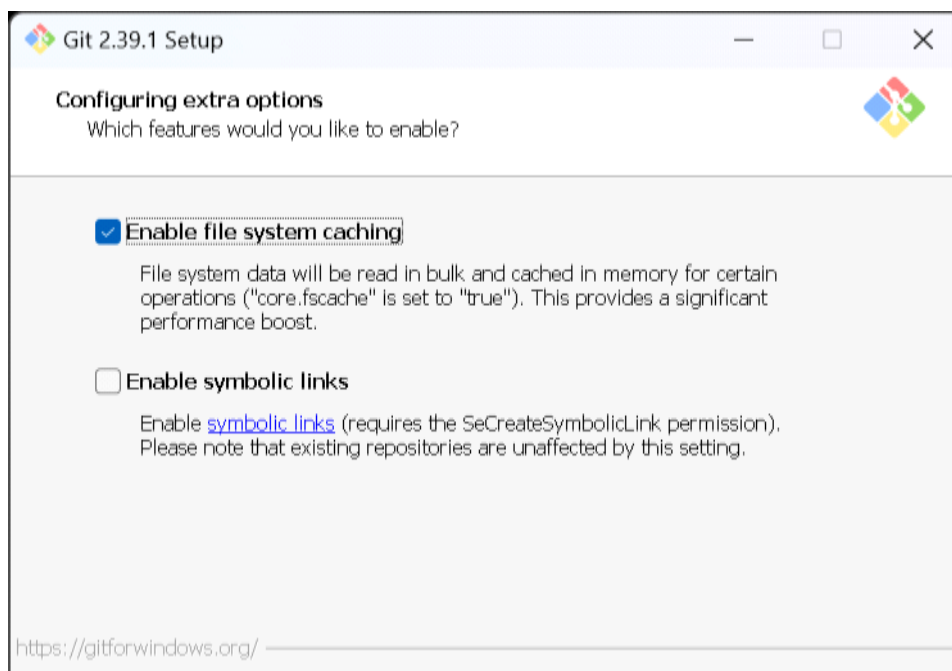 Git 2.39.1 Setup
Configuring extra options
Which features would you like to enable?
Enable file system caching
File system data will be read in bulk and cached in memory for certain
operations ("core.fscache" is set to "true"). This provides a significant
performance boost.
Enable symbolic links
Enable symbolic links (requires the SeCreateSymbolicLink permission).
Please note that existing repositories are unaffected by this setting.
https://gitforwindows.org/